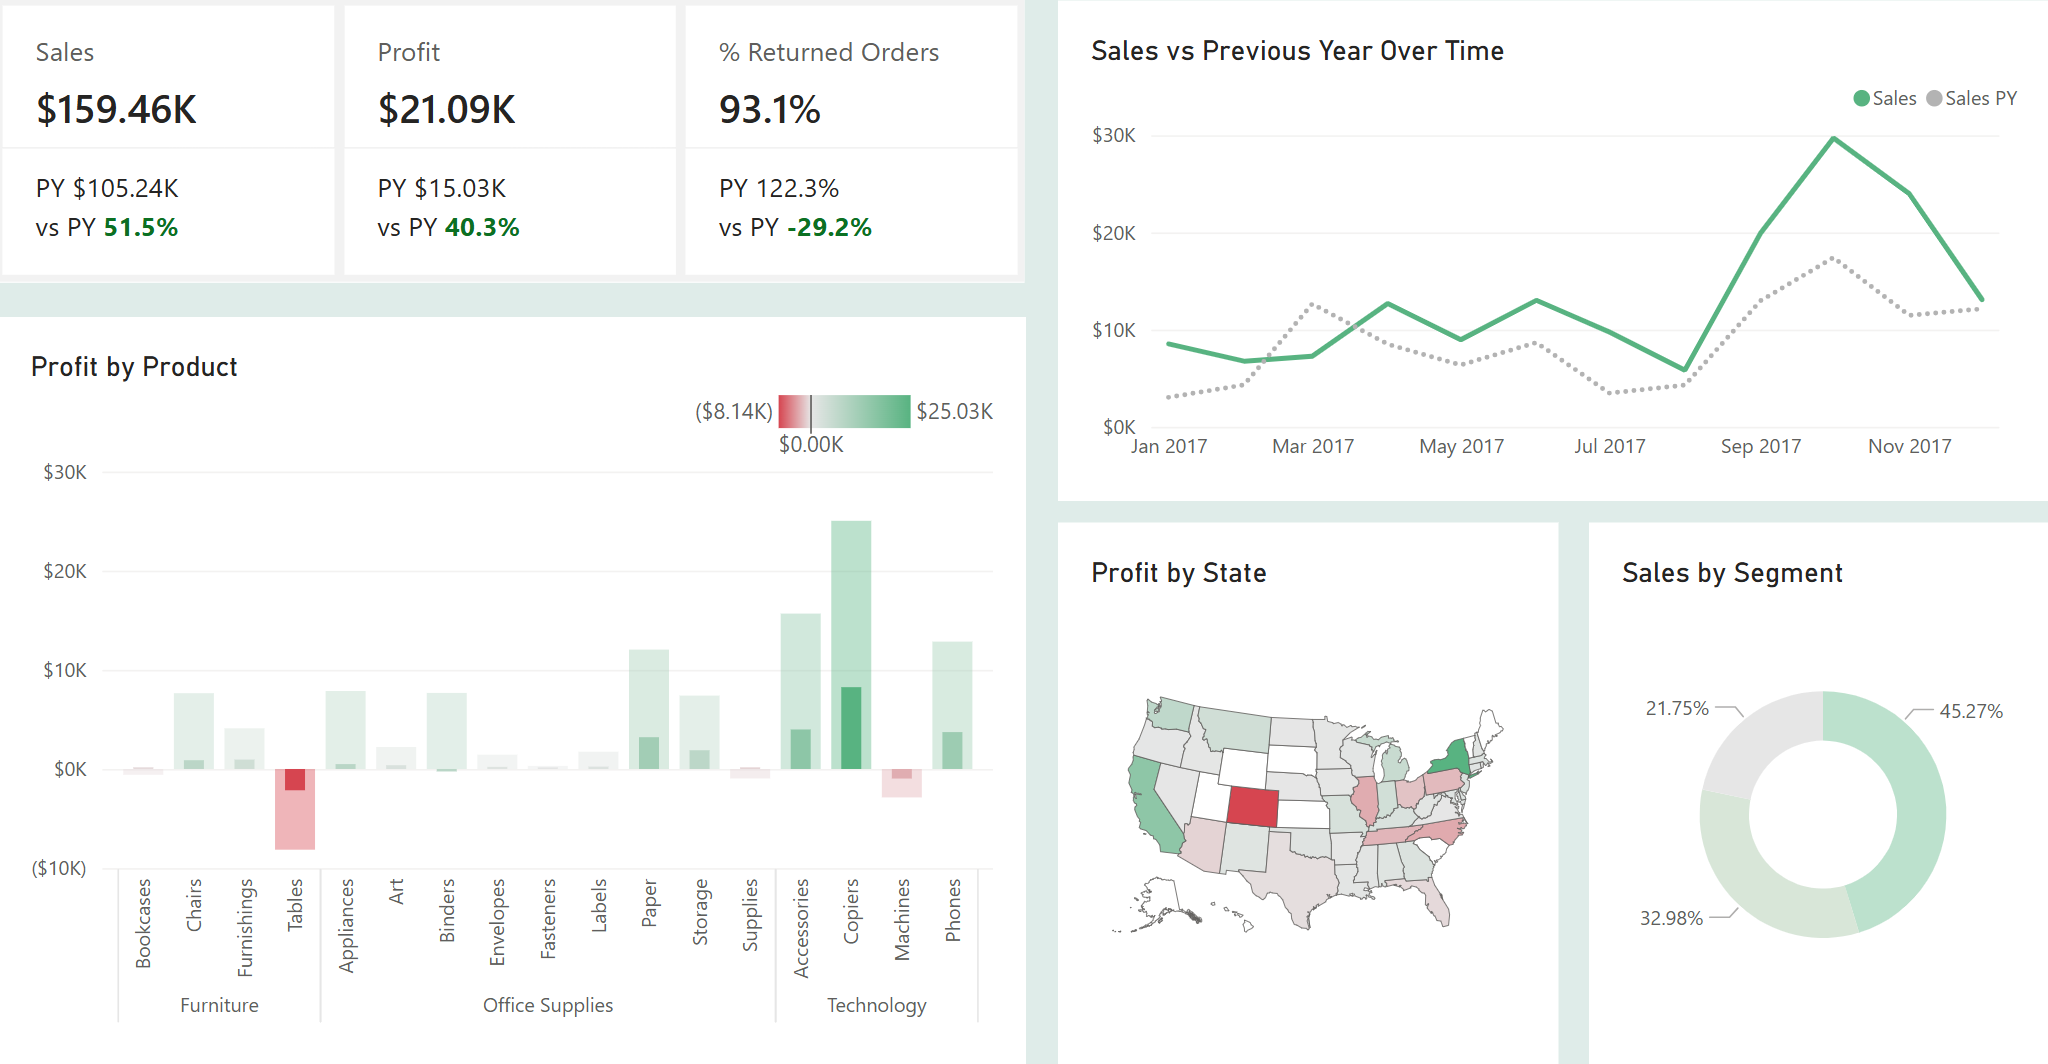 Sales
$159.46K
PY $105.24K
vs PY 51.5%
Profit
$21.09K
PY $15.03K
vs PY 40.3%
% Returned Orders
93.1%
PY 122.3%
vs PY -29.2%
Sales vs Previous Year Over Time
Sales
Sales PY
$30K
$20K
$10K
$0K
Jan 2017
Mar 2017
May 2017
Jul 2017
Sep 2017
Nov 2017
Profit by Product
($8.14K)
$25.03K
$0.00K
$30K
$20K
$10K
$0K
($10K)
Bookcases
Chairs
Furnishings
Tables
Appliances
Art
Binders
Envelopes
Fasteners
Labels
Paper
Storage
Supplies
Accessories
Copiers
Machines
Phones
Furniture
Office Supplies
Technology
Profit by State
Sales by Segment
21.75%
45.27%
32.98%